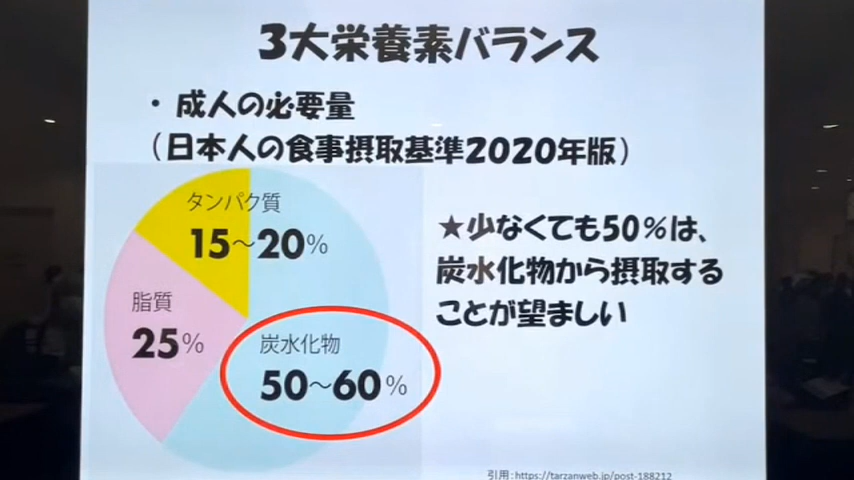 3大栄養素バランス
・成人の必要量
(日本人の食事摂取基準2020年版)
タンパク質
15～20%
脂質
25%
炭水化物
50～60%
★少なくても50%は、
炭水化物から摂取する
ことが望ましい
引用:https://tarzanweb.jp/post-188212